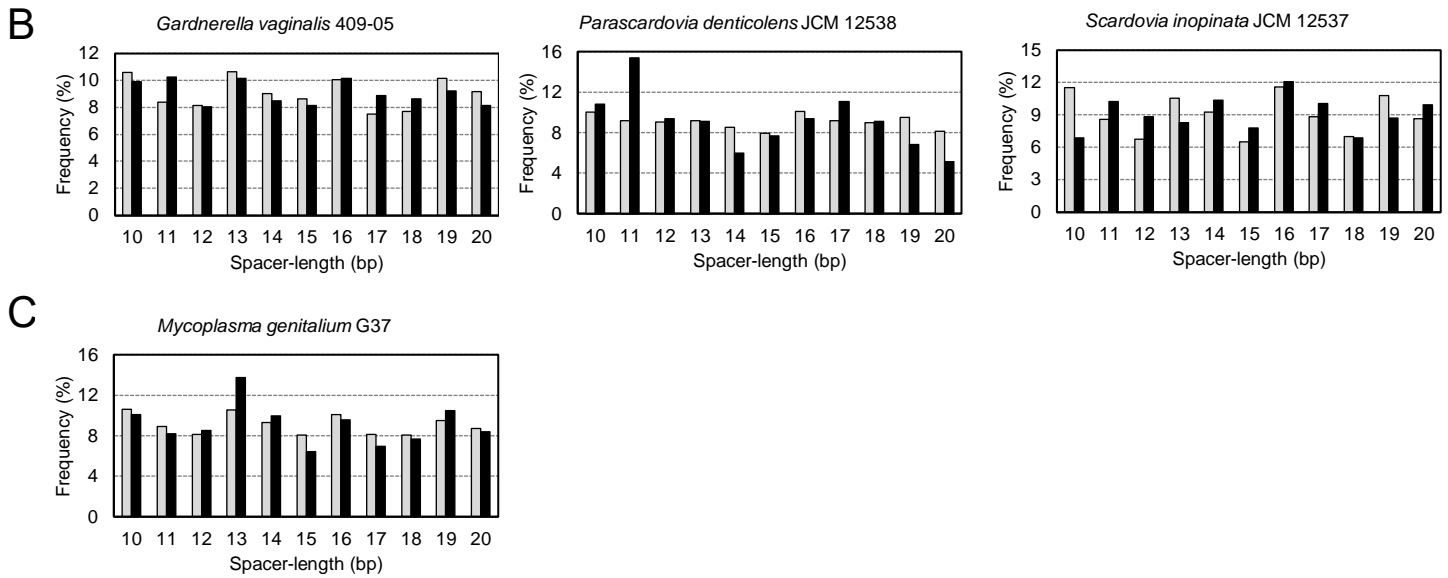 B
Gardnerella vaginalis 409-05
Frequency (%)
12
10
8
6
4
2
0
10 11 12 13 14 15 16 17 18 19 20
Spacer-length (bp)
Parascardovia denticolens JCM 12538
Frequency (%)
16
12
8
4
0
10 11 12 13 14 15 16 17 18 19 20
Spacer-length (bp)
Scardovia inopinata JCM 12537
Frequency (%)
15
12
9
6
3
0
10 11 12 13 14 15 16 17 18 19 20
Spacer-length (bp)
C
Mycoplasma genitalium G37
Frequency (%)
16
12
8
4
0
10 11 12 13 14 15 16 17 18 19 20
Spacer-length (bp)